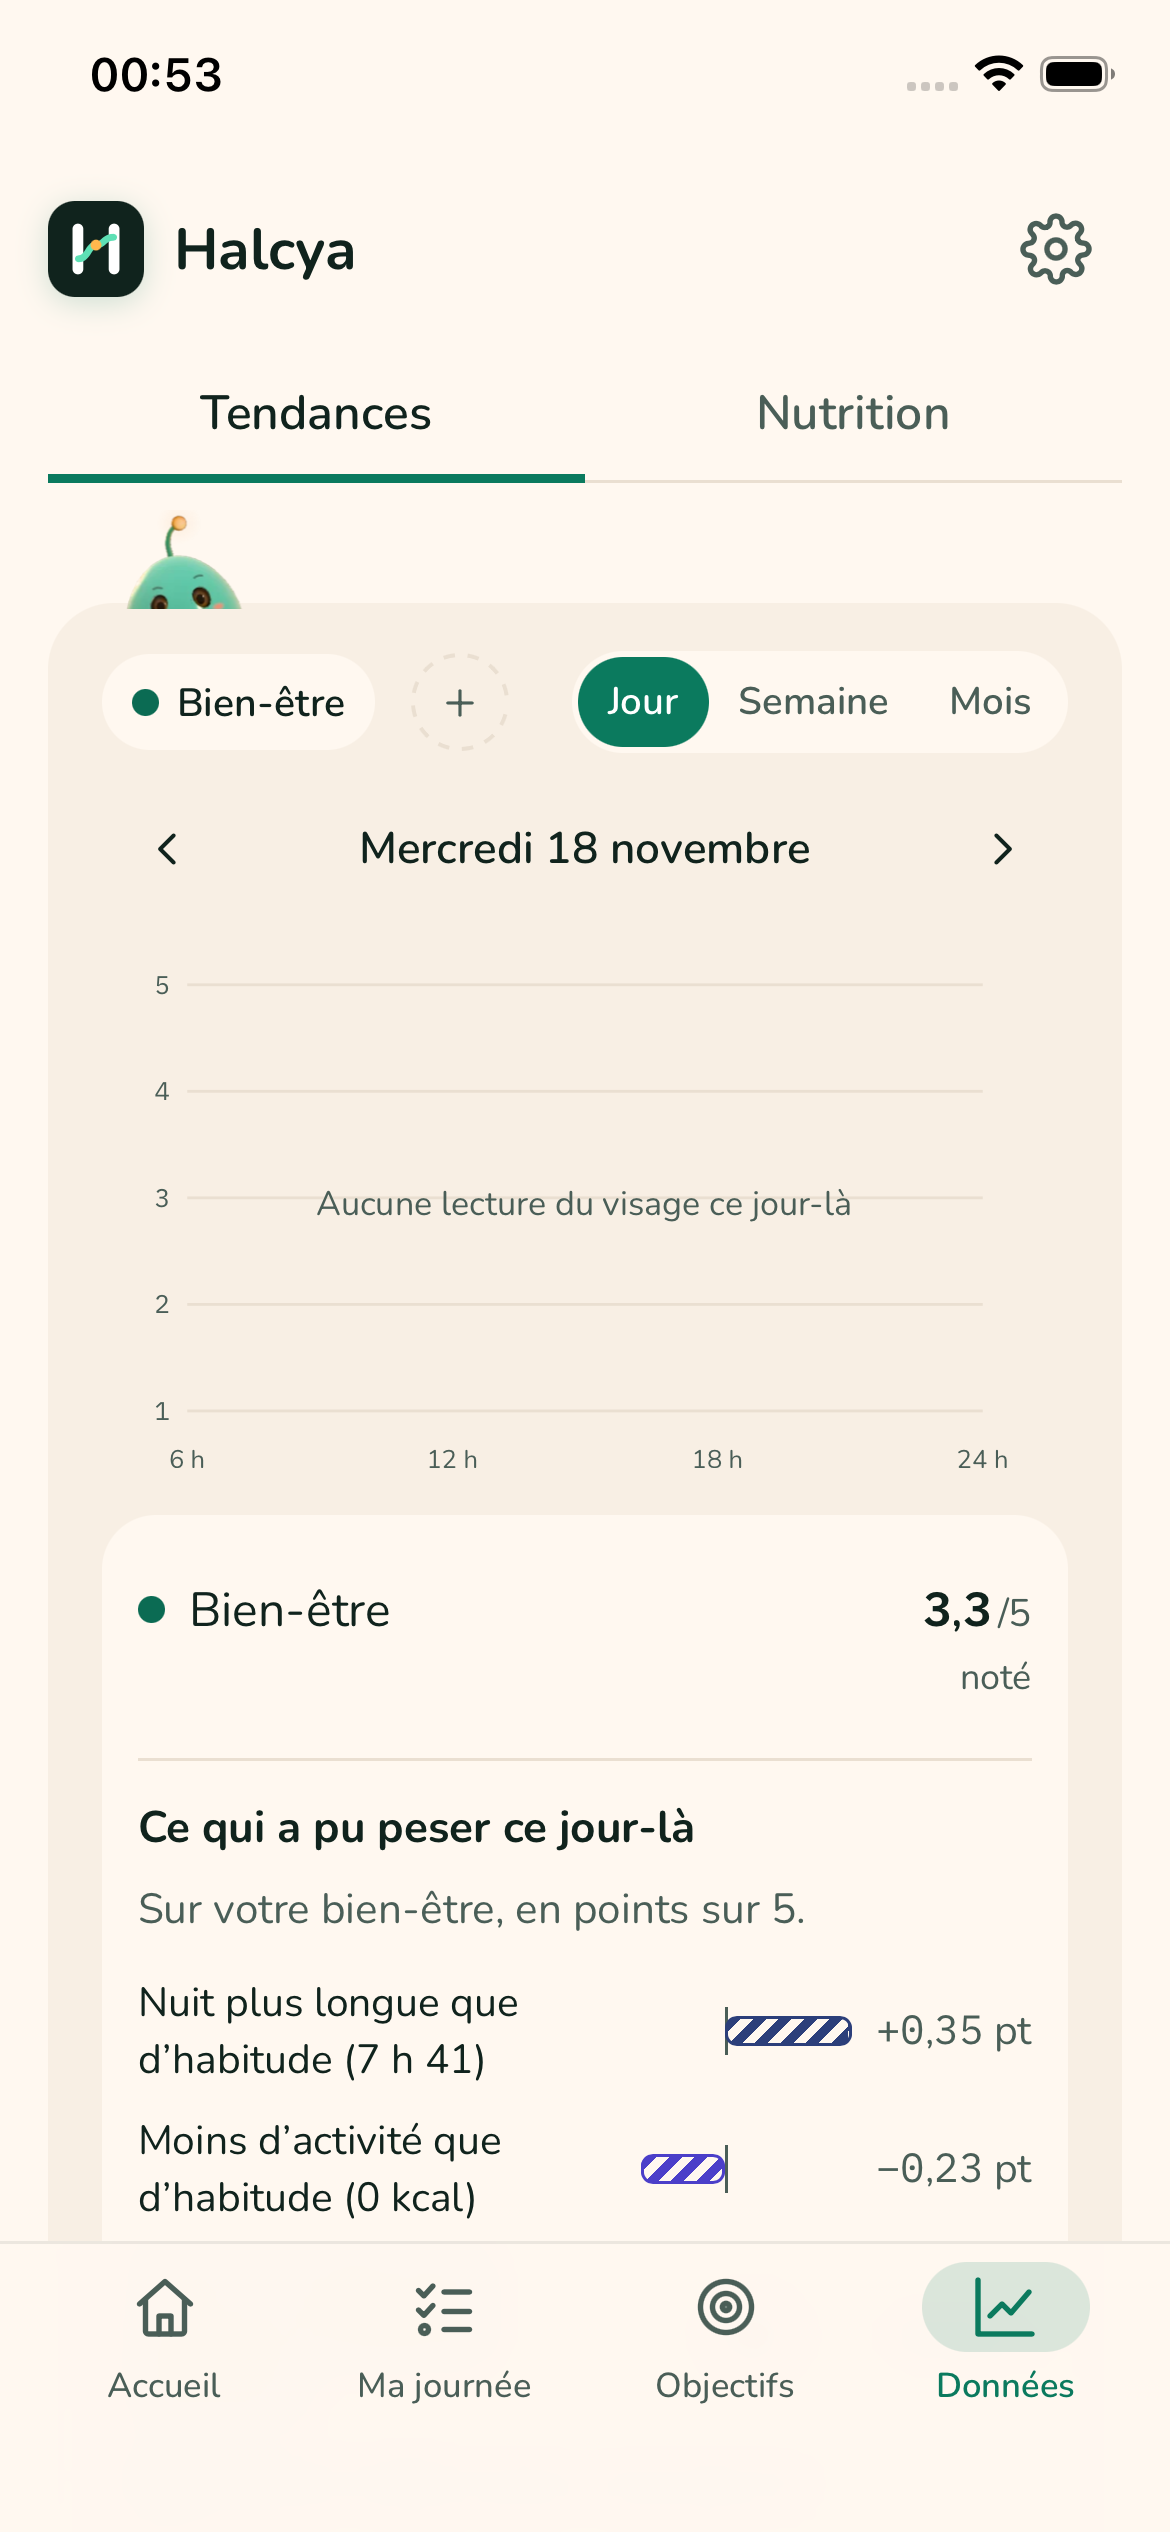 00:53
Halcya
Tendances
Nutrition
Bien-être
+
Jour
Semaine
Mois
Mercredi 18 novembre
5
4
3
Aucune lecture du visage ce jour-là
2
1
6 h
12 h
18 h
24 h
Bien-être
3,3 /5
noté
Ce qui a pu peser ce jour-là
Sur votre bien-être, en points sur 5.
Nuit plus longue que
d’habitude (7 h 41)
+0,35 pt
Moins d’activité que
d’habitude (0 kcal)
−0,23 pt
Accueil
Ma journée
Objectifs
Données